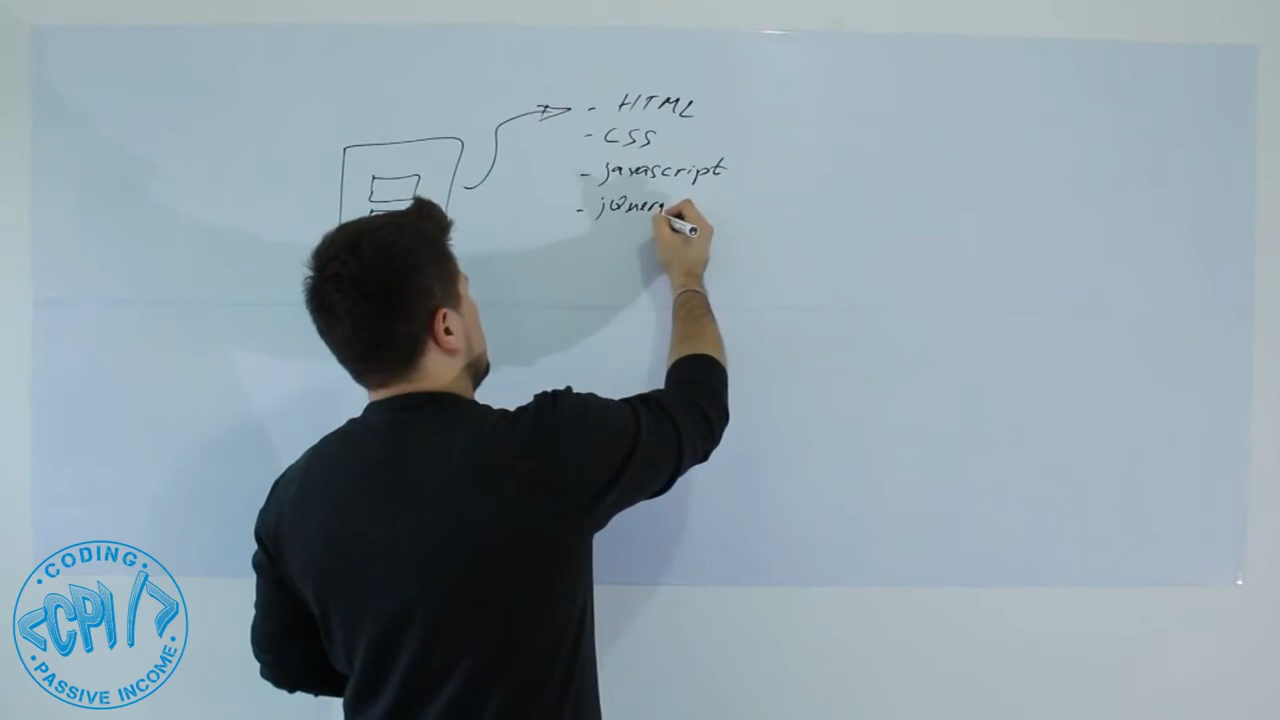 - HTML
- CSS
- javascript
- jQuery
CODING
<CPI/>
PASSIVE INCOME